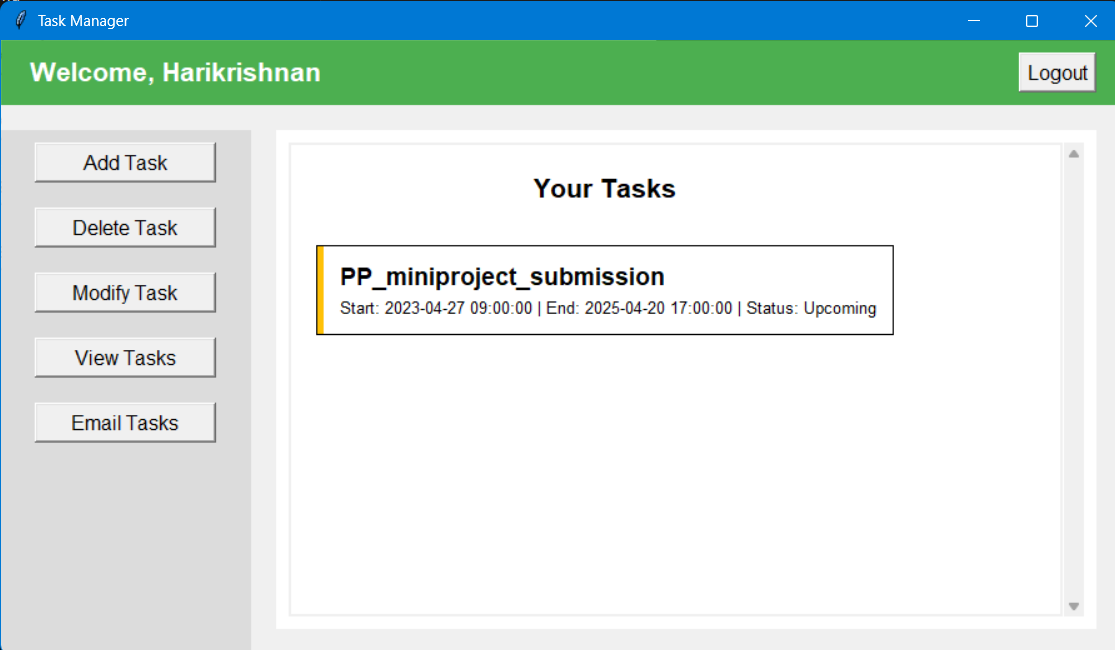 Task Manager
Welcome, Harikrishnan
Logout
Add Task
Delete Task
Modify Task
View Tasks
Email Tasks
Your Tasks
PP_miniproject_submission
Start: 2023-04-27 09:00:00 | End: 2025-04-20 17:00:00 | Status: Upcoming